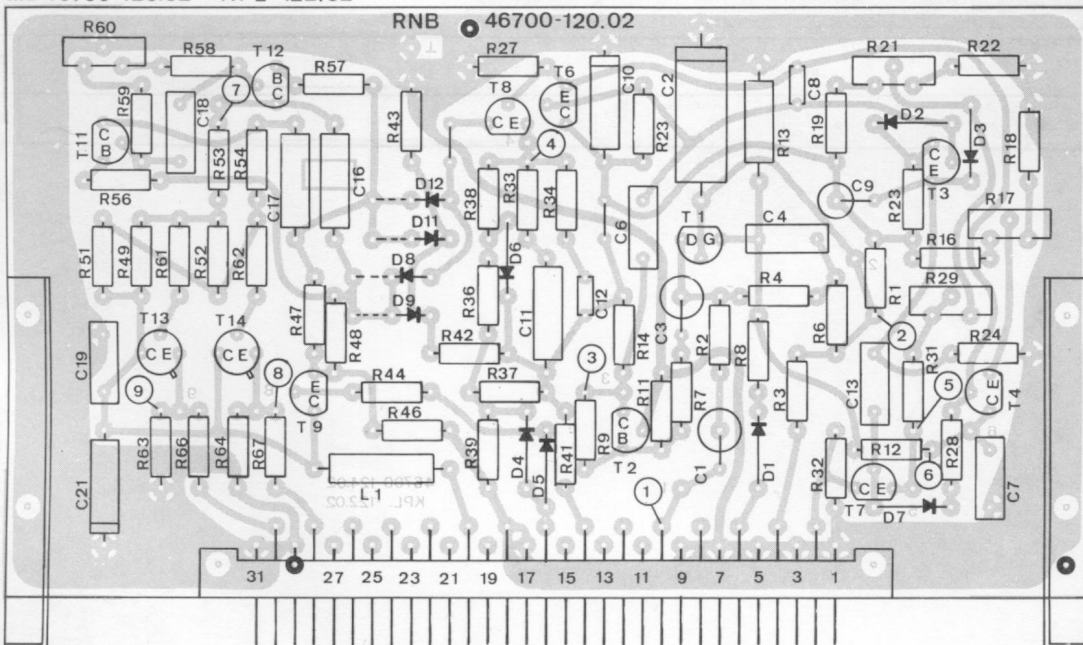 RNB 46700-120.02
R60
R58
T12
B
C
R57
R27
T8
C E
T6
E
C
C10
C2
R21
R22
R59
C18
7
T11
C
B
R53
R54
R43
4
R23
R13
C8
R19
D2
D3
R18
C
E
T3
R56
C17
C16
D12
D11
R38
R33
R34
C6
T1
D G
C4
C9
R23
R17
R51
R49
R61
R52
R62
D8
D9
D6
R36
C11
C12
R16
R29
R4
R1
2
C3
R47
R48
R42
R14
R2
R8
R6
R31
R24
C19
T13
C E
T14
C E
8
E
C
T9
R44
R37
3
R11
R7
R3
C13
5
C E
T4
9
R63
R66
R64
R67
R46
R39
D4
D5
R41
R9
C
B
T2
C1
D1
R32
R12
6
R28
C7
C21
L1
1
T7
C E
D7
46700-121.02
KPL. -122.02
31 27 25 23 21 19 17 15 13 11 9 7 5 3 1